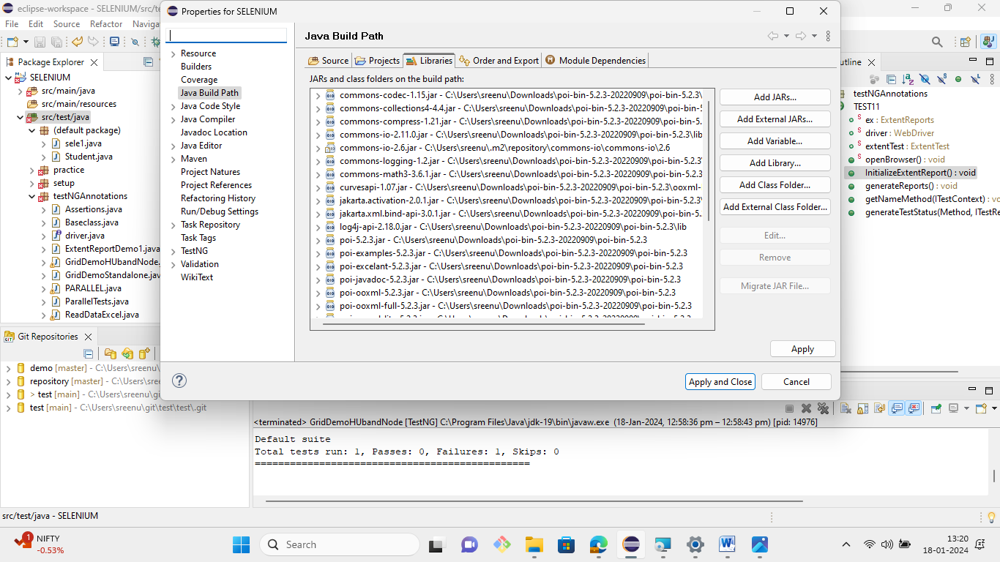 eclipse-workspace - SELENIUM/src/te
File Edit Source Refactor Naviga
Package Explorer
SELENIUM
src/main/java
src/main/resources
src/test/java
(default package)
sele1.java
Student.java
practice
setup
testNGAnnotations
Assertions.java
Baseclass.java
driver.java
ExtentReportDemo1.java
GridDemoHUbandNode.
GridDemoStandalone.jav
PARALLEL.java
ParallelTests.java
ReadDataExcel.java
Git Repositories
demo [master] - C:\Users\sreenu\
repository [master] - C:\Users\sree
> test [main] - C:\Users\sreenu\gi
test [main] - C:\Users\sreenu\git\test\test\.git
Properties for SELENIUM
Resource
Builders
Coverage
Java Build Path
Java Code Style
Java Compiler
Javadoc Location
Java Editor
Maven
Project Natures
Project References
Refactoring History
Run/Debug Settings
Task Repository
Task Tags
TestNG
Validation
WikiText
Java Build Path
Source Projects Libraries Order and Export Module Dependencies
JARs and class folders on the build path:
commons-codec-1.15.jar - C:\Users\sreenu\Downloads\poi-bin-5.2.3-20220909\poi-bin-5.2.3\
commons-collections4-4.4.jar - C:\Users\sreenu\Downloads\poi-bin-5.2.3-20220909\poi-bin-5
commons-compress-1.21.jar - C:\Users\sreenu\Downloads\poi-bin-5.2.3-20220909\poi-bin-5.
commons-io-2.11.0.jar - C:\Users\sreenu\Downloads\poi-bin-5.2.3-20220909\poi-bin-5.2.3\lib
commons-io-2.6.jar - C:\Users\sreenu\.m2\repository\commons-io\commons-io\2.6
commons-logging-1.2.jar - C:\Users\sreenu\Downloads\poi-bin-5.2.3-20220909\poi-bin-5.2.3\
commons-math3-3.6.1.jar - C:\Users\sreenu\Downloads\poi-bin-5.2.3-20220909\poi-bin-5.2.3
curvesapi-1.07.jar - C:\Users\sreenu\Downloads\poi-bin-5.2.3-20220909\poi-bin-5.2.3\ooxml-
jakarta.activation-2.0.1.jar - C:\Users\sreenu\Downloads\poi-bin-5.2.3-20220909\poi-bin-5.2.3
jakarta.xml.bind-api-3.0.1.jar - C:\Users\sreenu\Downloads\poi-bin-5.2.3-20220909\poi-bin-5.
log4j-api-2.18.0.jar - C:\Users\sreenu\Downloads\poi-bin-5.2.3-20220909\poi-bin-5.2.3\lib
poi-5.2.3.jar - C:\Users\sreenu\Downloads\poi-bin-5.2.3-20220909\poi-bin-5.2.3
poi-examples-5.2.3.jar - C:\Users\sreenu\Downloads\poi-bin-5.2.3-20220909\poi-bin-5.2.3
poi-excelant-5.2.3.jar - C:\Users\sreenu\Downloads\poi-bin-5.2.3-20220909\poi-bin-5.2.3
poi-javadoc-5.2.3.jar - C:\Users\sreenu\Downloads\poi-bin-5.2.3-20220909\poi-bin-5.2.3
poi-ooxml-5.2.3.jar - C:\Users\sreenu\Downloads\poi-bin-5.2.3-20220909\poi-bin-5.2.3
poi-ooxml-full-5.2.3.jar - C:\Users\sreenu\Downloads\poi-bin-5.2.3-20220909\poi-bin-5.2.3
Add JARs...
Add External JARs...
Add Variable...
Add Library...
Add Class Folder...
Add External Class Folder...
Edit...
Remove
Migrate JAR File...
Apply
Apply and Close
Cancel
utline
testNGAnnotations
TEST11
ex : ExtentReports
driver : WebDriver
extentTest : ExtentTest
openBrowser() : void
InitializeExtentReport() : void
generateReports() : void
getNameMethod(ITestContext) : vo
generateTestStatus(Method, ITestRe
<terminated> GridDemoHUbandNode [TestNG] C:\Program Files\Java\jdk-19\bin\javaw.exe (18-Jan-2024, 12:58:36 pm – 12:58:43 pm) [pid: 14976]
Default suite
Total tests run: 1, Passes: 0, Failures: 1, Skips: 0
===============================================
src/test/java - SELENIUM
1
NIFTY
-0.53%
Search
13:20
18-01-2024